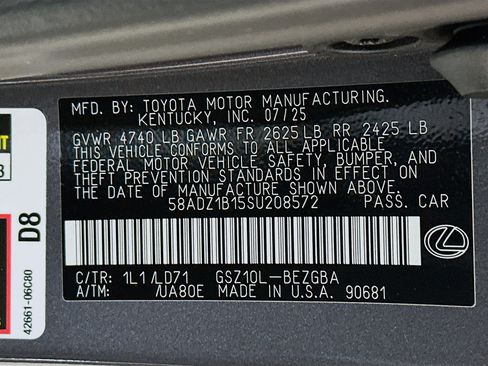 MFD. BY: TOYOTA MOTOR MANUFACTURING.
KENTUCKY, INC. 07/25
GVWR 4740 LB GAWR FR 2625 LB RR 2425 LB
THIS VEHICLE CONFORMS TO ALL APPLICABLE
FEDERAL MOTOR VEHICLE SAFETY, BUMPER, AND
THEFT PREVENTION STANDARDS IN EFFECT ON
THE DATE OF MANUFACTURE SHOWN ABOVE.
58ADZ1B15SU208572 PASS. CAR
C/TR: 1L1/LD71 GSZ10L-BEZGBA
A/TM: /UA80E MADE IN U.S.A. 90681
D8
42661-06C80